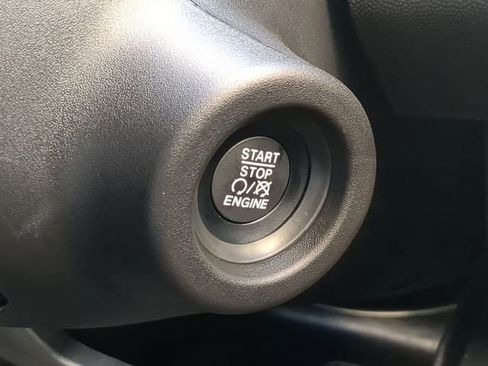 START
STOP
/
ENGINE